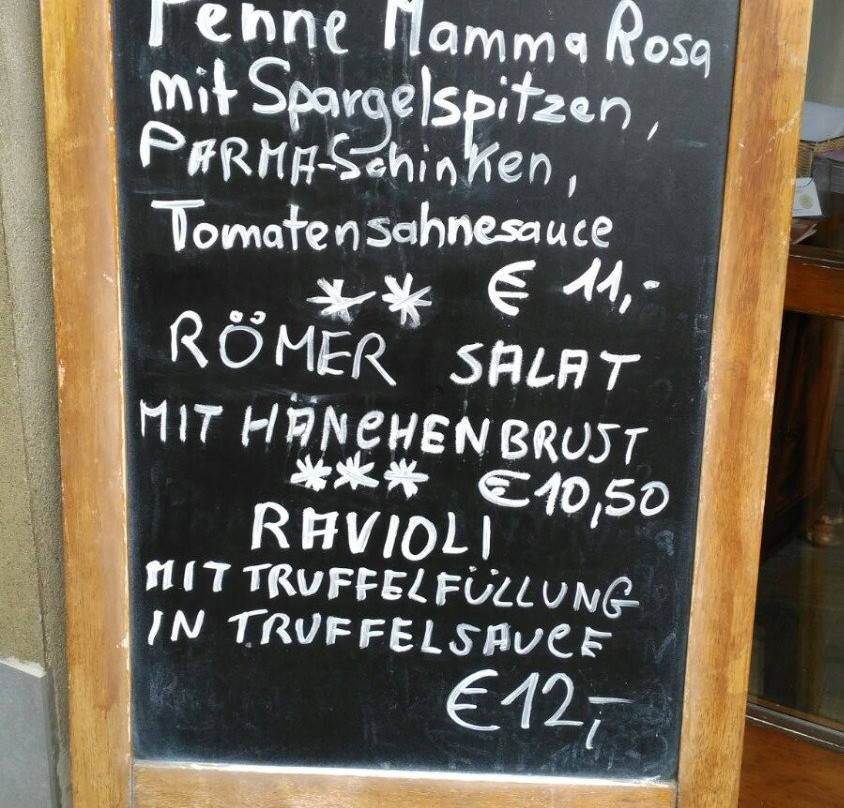 Penne Mamma Rosa
mit Spargelspitzen,
PARMA-Schinken,
Tomatensahnesauce
** € 11,-
RÖMER SALAT
MIT HÄNCHENBRUST
*** € 10,50
RAVIOLI
MIT TRUFFELFÜLLUNG
IN TRUFFELSAUCE
€ 12,-